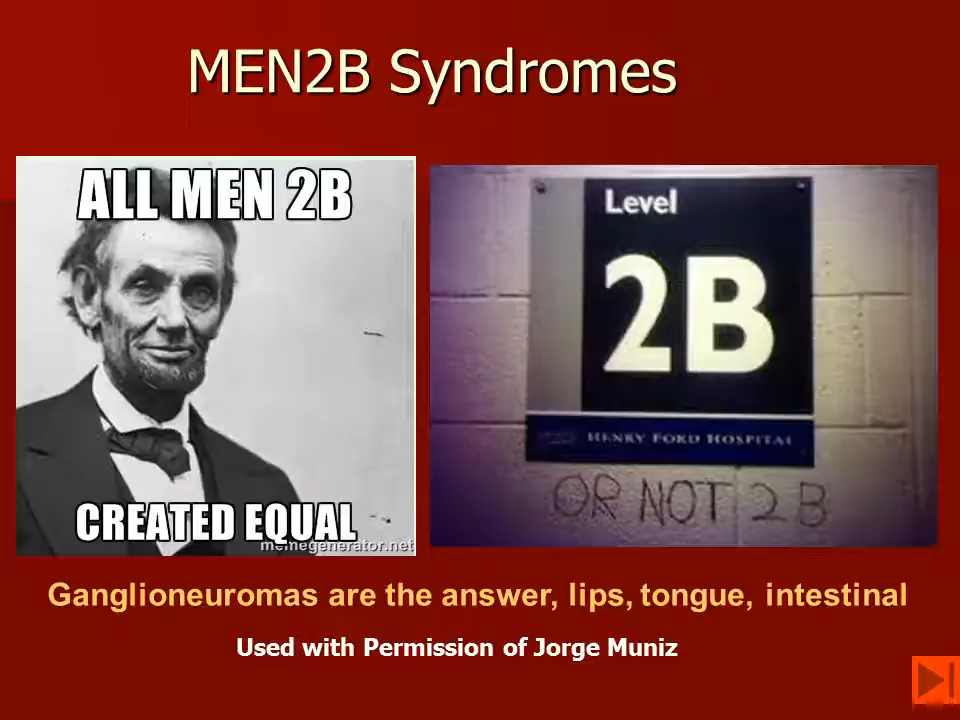 MEN2B Syndromes
ALL MEN 2B
CREATED EQUAL
memegenerator.net
Level
2B
HENRY FORD HOSPITAL
OR NOT 2 B
Ganglioneuromas are the answer, lips, tongue, intestinal
Used with Permission of Jorge Muniz